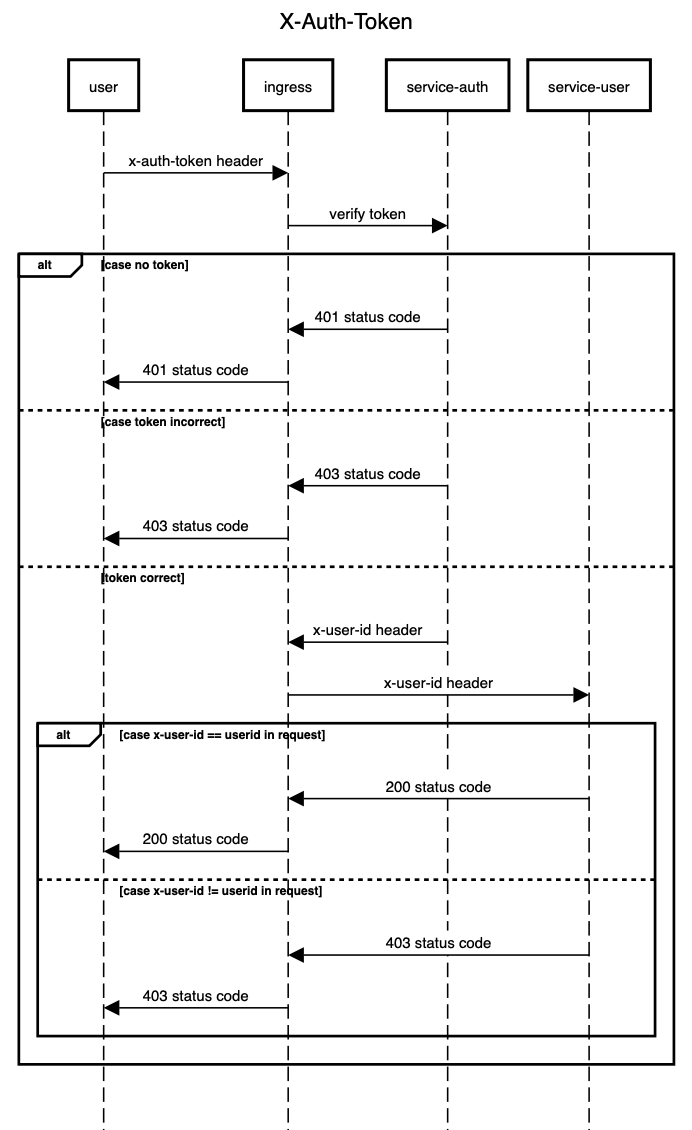 X-Auth-Token
user
ingress
service-auth
service-user
x-auth-token header
verify token
alt
[case no token]
401 status code
401 status code
[case token incorrect]
403 status code
403 status code
[token correct]
x-user-id header
x-user-id header
alt
[case x-user-id == userid in request]
200 status code
200 status code
[case x-user-id != userid in request]
403 status code
403 status code